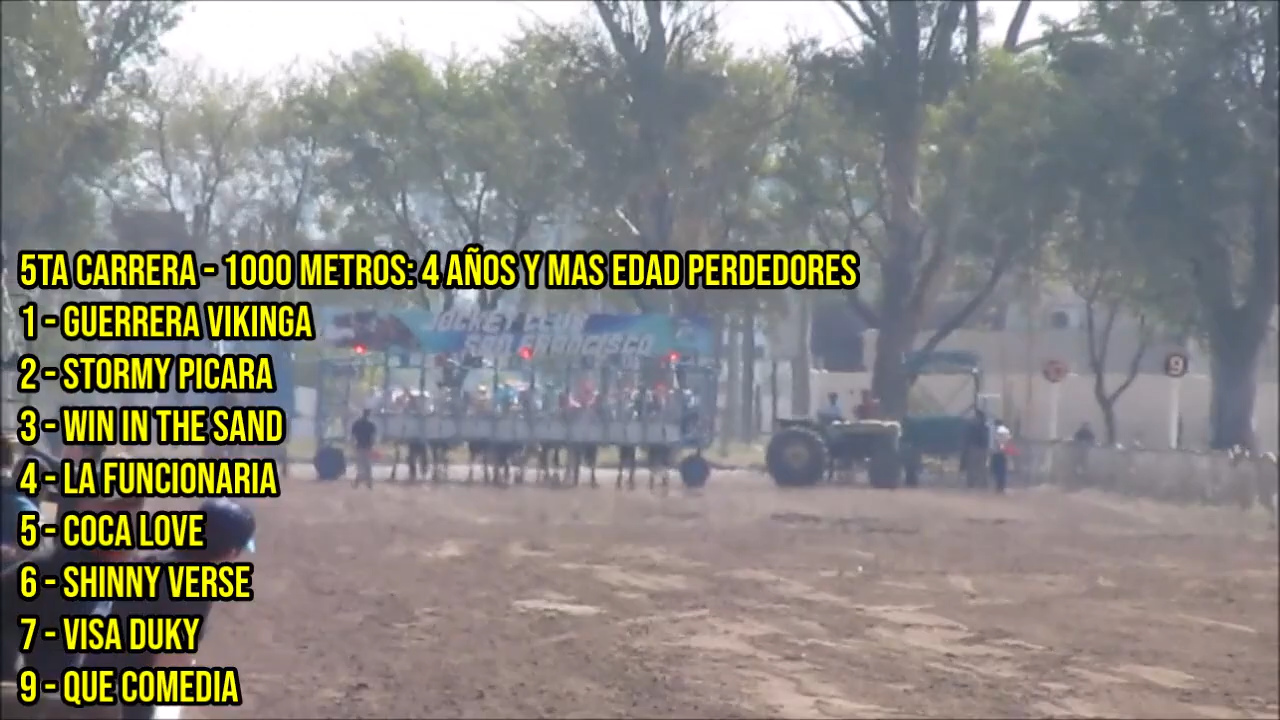 5TA CARRERA - 1000 METROS: 4 AÑOS Y MAS EDAD PERDEDORES
1 - GUERRERA VIKINGA
JOCKEY CLUB
SAN FRANCISCO
2 - STORMY PICARA
9
3 - WIN IN THE SAND
4 - LA FUNCIONARIA
5 - COCA LOVE
6 - SHINNY VERSE
7 - VISA DUKY
9 - QUE COMEDIA